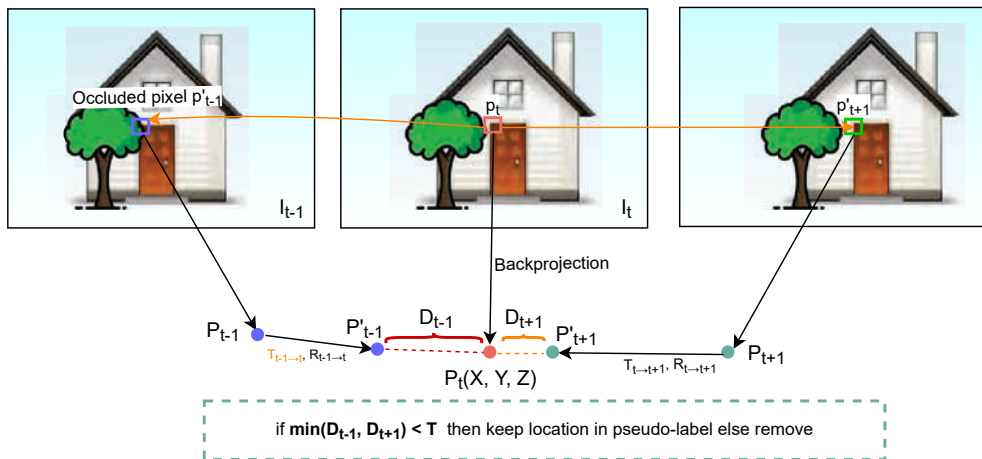 Occluded pixel p't-1
pt
p't+1
It-1
It
Backprojection
Pt-1
P't-1
Dt-1
Dt+1
P't+1
Pt+1
Tt-1→t, Rt-1→t
Tt→t+1, Rt→t+1
Pt(X, Y, Z)
if min(Dt-1, Dt+1) < T then keep location in pseudo-label else remove